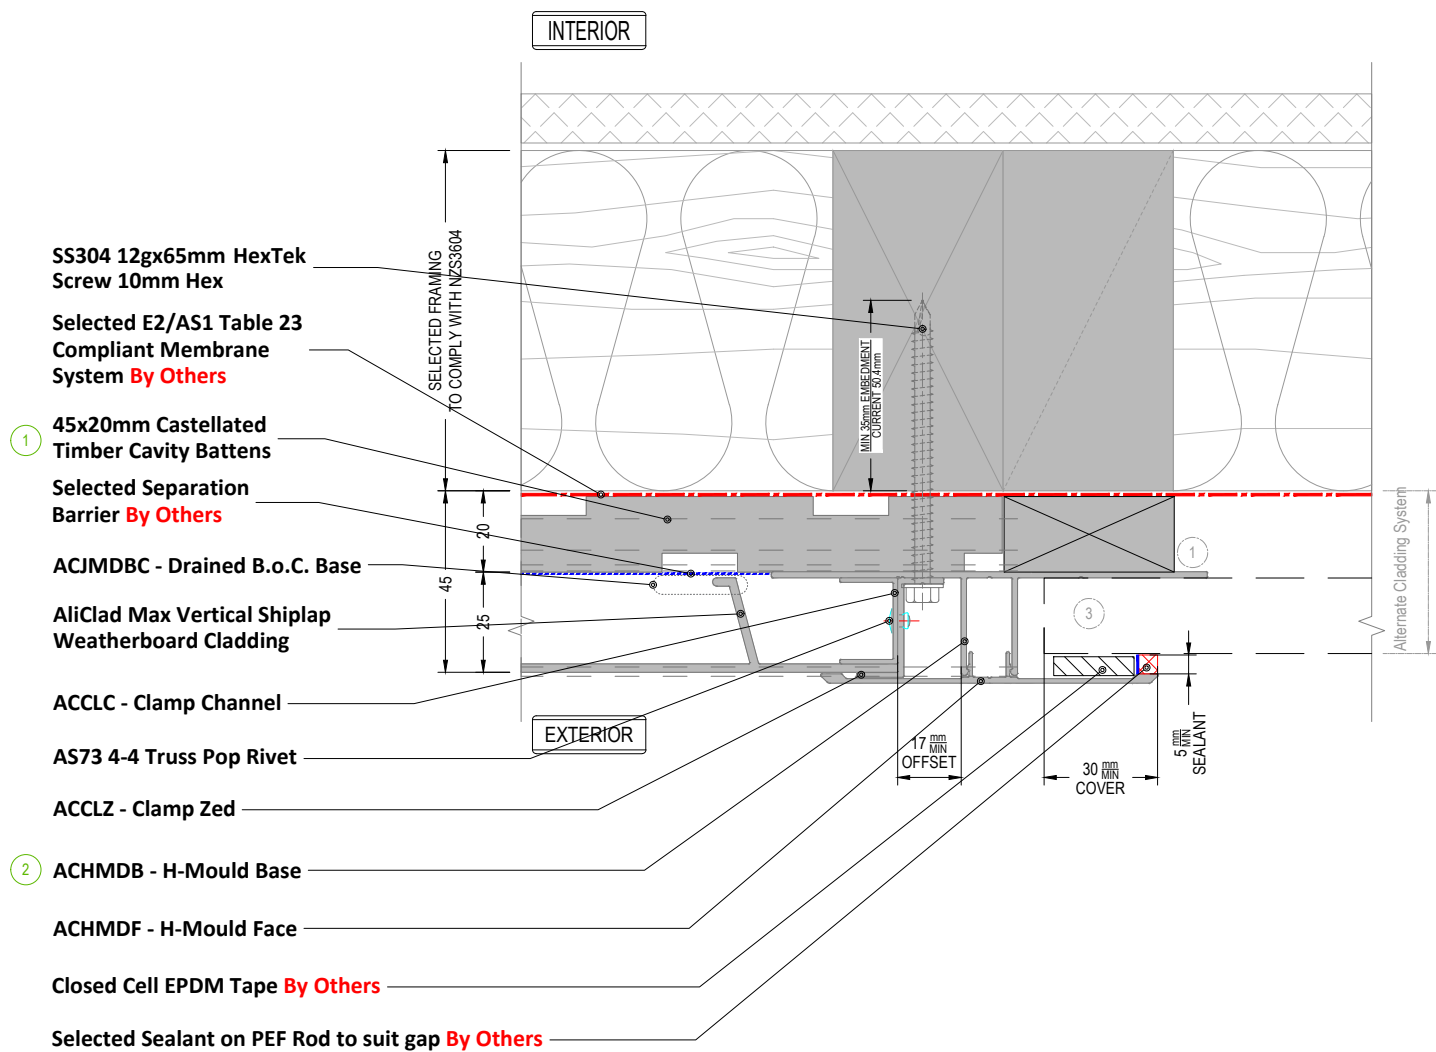 INTERIOR
SS304 12gx65mm HexTek
Screw 10mm Hex
Selected E2/AS1 Table 23
Compliant Membrane
System By Others
1
45x20mm Castellated
Timber Cavity Battens
Selected Separation
Barrier By Others
ACJMDBC - Drained B.o.C. Base
AliClad Max Vertical Shiplap
Weatherboard Cladding
ACCLC - Clamp Channel
AS73 4-4 Truss Pop Rivet
ACCLZ - Clamp Zed
2
ACHMDB - H-Mould Base
ACHMDF - H-Mould Face
Closed Cell EPDM Tape By Others
Selected Sealant on PEF Rod to suit gap By Others
SELECTED FRAMING
TO COMPLY WITH NZS3604
MIN 35mm EMBEDMENT
CURRENT 50.4mm
20
45
25
1
3
Alternate Cladding System
EXTERIOR
17 mm MIN
OFFSET
30 mm MIN
COVER
5 mm MIN
SEALANT